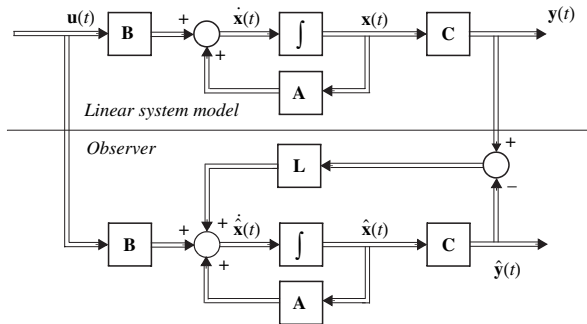 u(t)
B
+
+
ẋ(t)
∫
x(t)
C
y(t)
A
Linear system model
Observer
+
−
L
B
+
+
+
x̂̇(t)
∫
x̂(t)
C
ŷ(t)
A